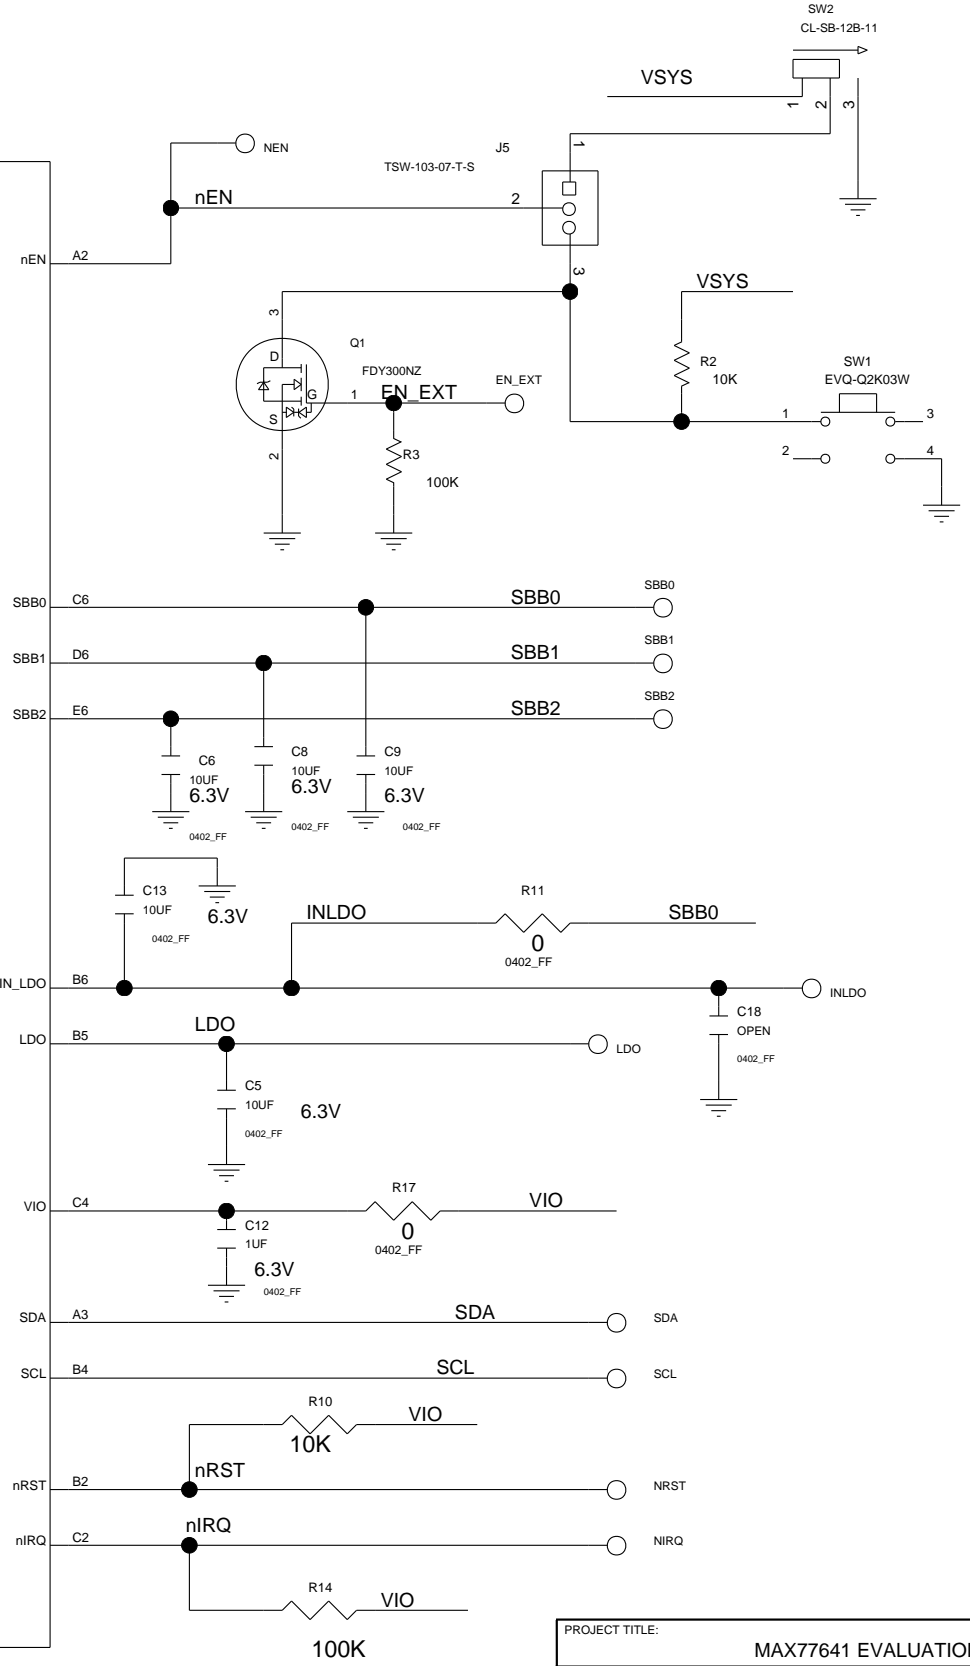 SW2
CL-SB-12B-11
VSYS
1
2
3
NEN
J5
TSW-103-07-T-S
1
nEN
2
nEN
A2
3
VSYS
3
Q1
D
FDY300NZ
R2
10K
SW1
EVQ-Q2K03W
G
1
EN_EXT
EN_EXT
S
1
3
2
R3
100K
2
4
SBB0
C6
SBB0
SBB0
SBB1
D6
SBB1
SBB1
SBB2
E6
SBB2
SBB2
C6
10UF
6.3V
0402_FF
C8
10UF
6.3V
0402_FF
C9
10UF
6.3V
0402_FF
C13
10UF
6.3V
0402_FF
INLDO
R11
0
0402_FF
SBB0
IN_LDO
B6
INLDO
C18
OPEN
0402_FF
LDO
B5
LDO
LDO
C5
10UF
6.3V
0402_FF
VIO
C4
R17
0
0402_FF
VIO
C12
1UF
6.3V
0402_FF
SDA
A3
SDA
SDA
SCL
B4
SCL
SCL
R10
10K
VIO
nRST
nRST
B2
NRST
nIRQ
nIRQ
C2
NIRQ
R14
VIO
100K
PROJECT TITLE:
MAX77641 EVALUATION